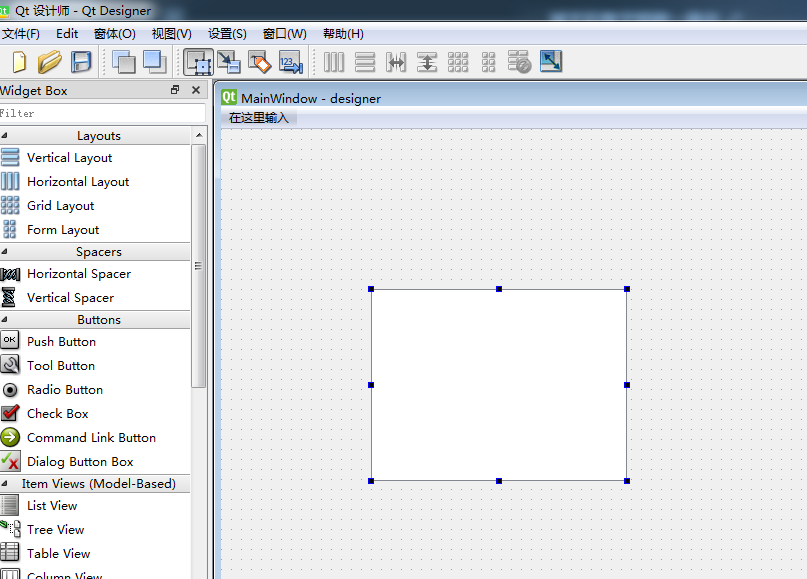 Qt 设计师 - Qt Designer
文件(F) Edit 窗体(O) 视图(V) 设置(S) 窗口(W) 帮助(H)
123
Widget Box
Filter
Qt MainWindow - designer
在这里输入
Layouts
Vertical Layout
Horizontal Layout
Grid Layout
Form Layout
Spacers
Horizontal Spacer
Vertical Spacer
Buttons
OK Push Button
Tool Button
Radio Button
Check Box
Command Link Button
Dialog Button Box
Item Views (Model-Based)
List View
Tree View
Table View
Column View